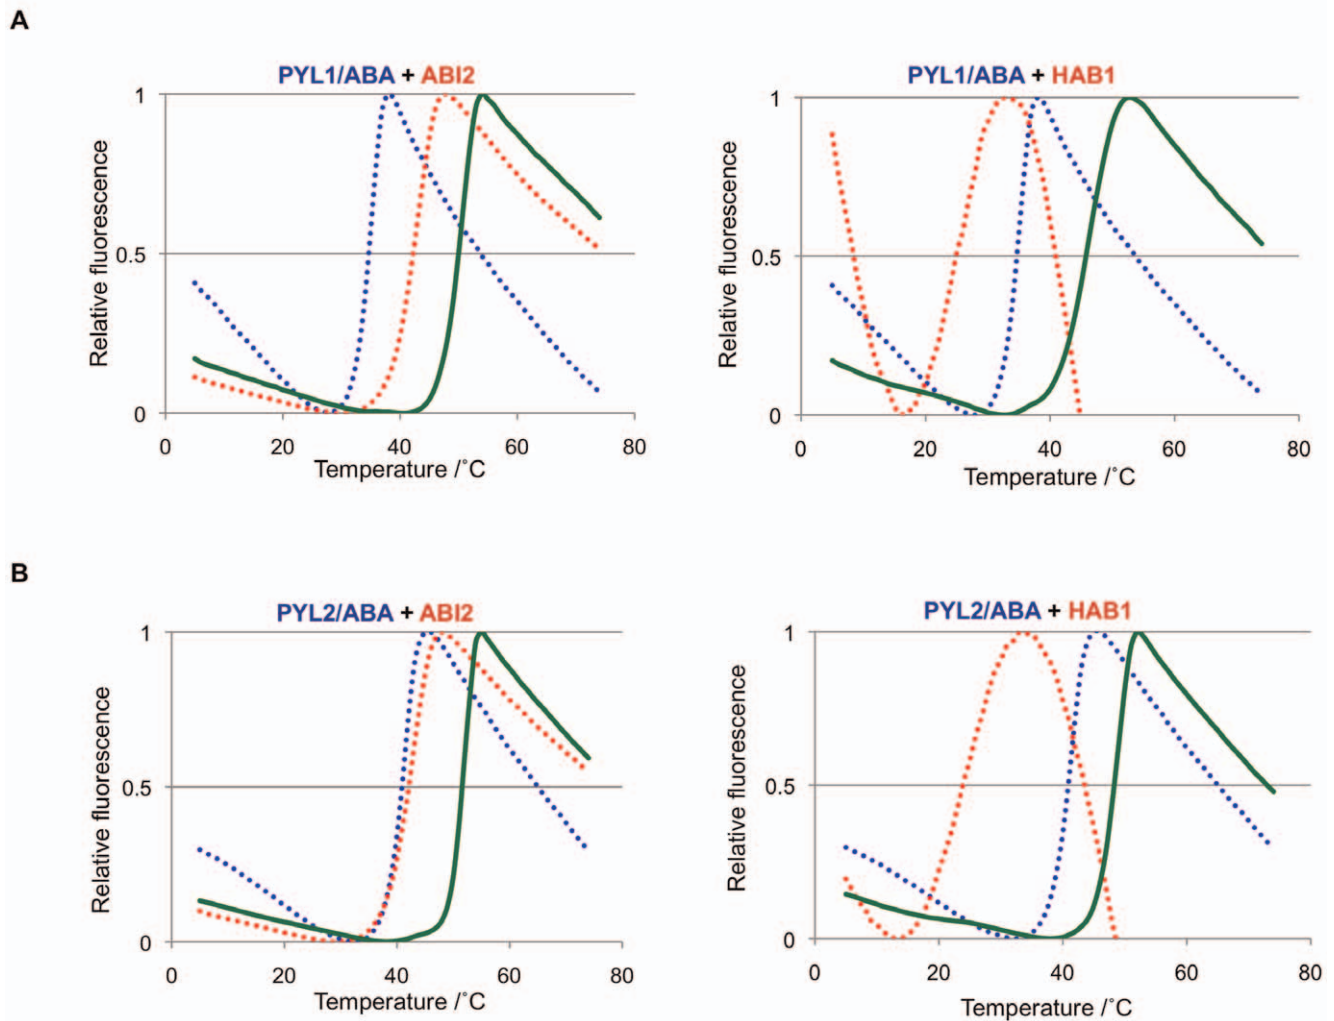 A
PYL1/ABA + ABI2
1
0.5
0
Relative fluorescence
0 20 40 60 80
Temperature /˚C
PYL1/ABA + HAB1
1
0.5
0
Relative fluorescence
0 20 40 60 80
Temperature /˚C
B
PYL2/ABA + ABI2
1
0.5
0
Relative fluorescence
0 20 40 60 80
Temperature /˚C
PYL2/ABA + HAB1
1
0.5
0
Relative fluorescence
0 20 40 60 80
Temperature /˚C